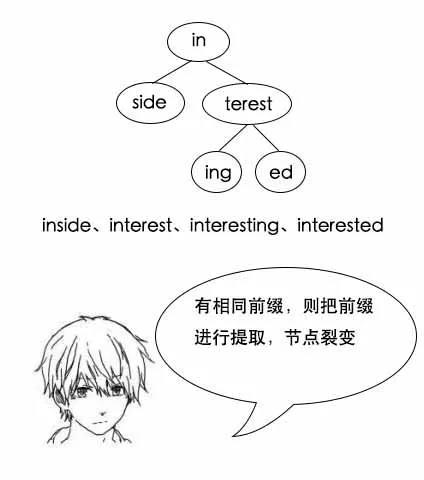 in
side
terest
ing
ed
inside、interest、interesting、interested
有相同前缀，则把前缀
进行提取，节点裂变